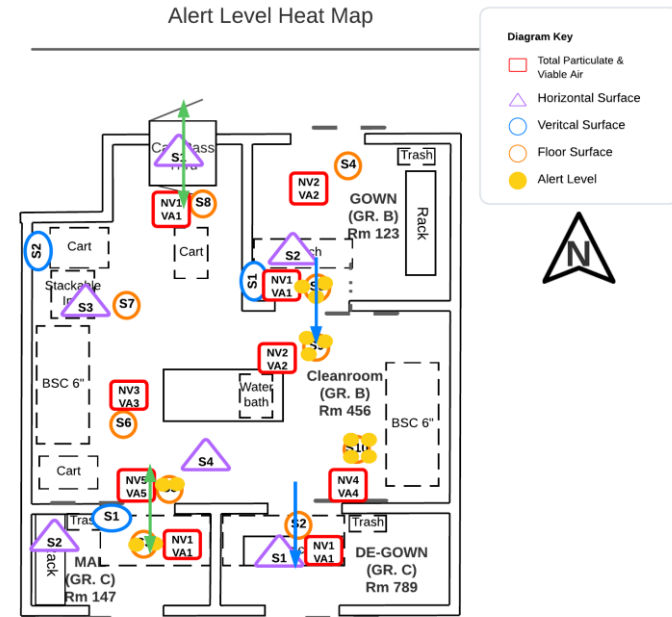 Alert Level Heat Map
Diagram Key
Total Particulate &
Viable Air
Horizontal Surface
Veritcal Surface
Floor Surface
Alert Level
N
S1
NV1
VA1
S8
Cart
S2
Cart
S3
S7
BSC 6"
NV3
VA3
S6
Cart
NV5
VA5
S4
Water
bath
NV2
VA2
S4
Trash
GOWN
(GR. B)
Rm 123
Rack
S2
S1
NV1
VA1
NV2
VA2
Cleanroom
(GR. B)
Rm 456
BSC 6"
S10
NV4
VA4
S1
S2
NV1
VA1
(GR. C)
Rm 147
S2
S1
NV1
VA1
Trash
DE-GOWN
(GR. C)
Rm 789